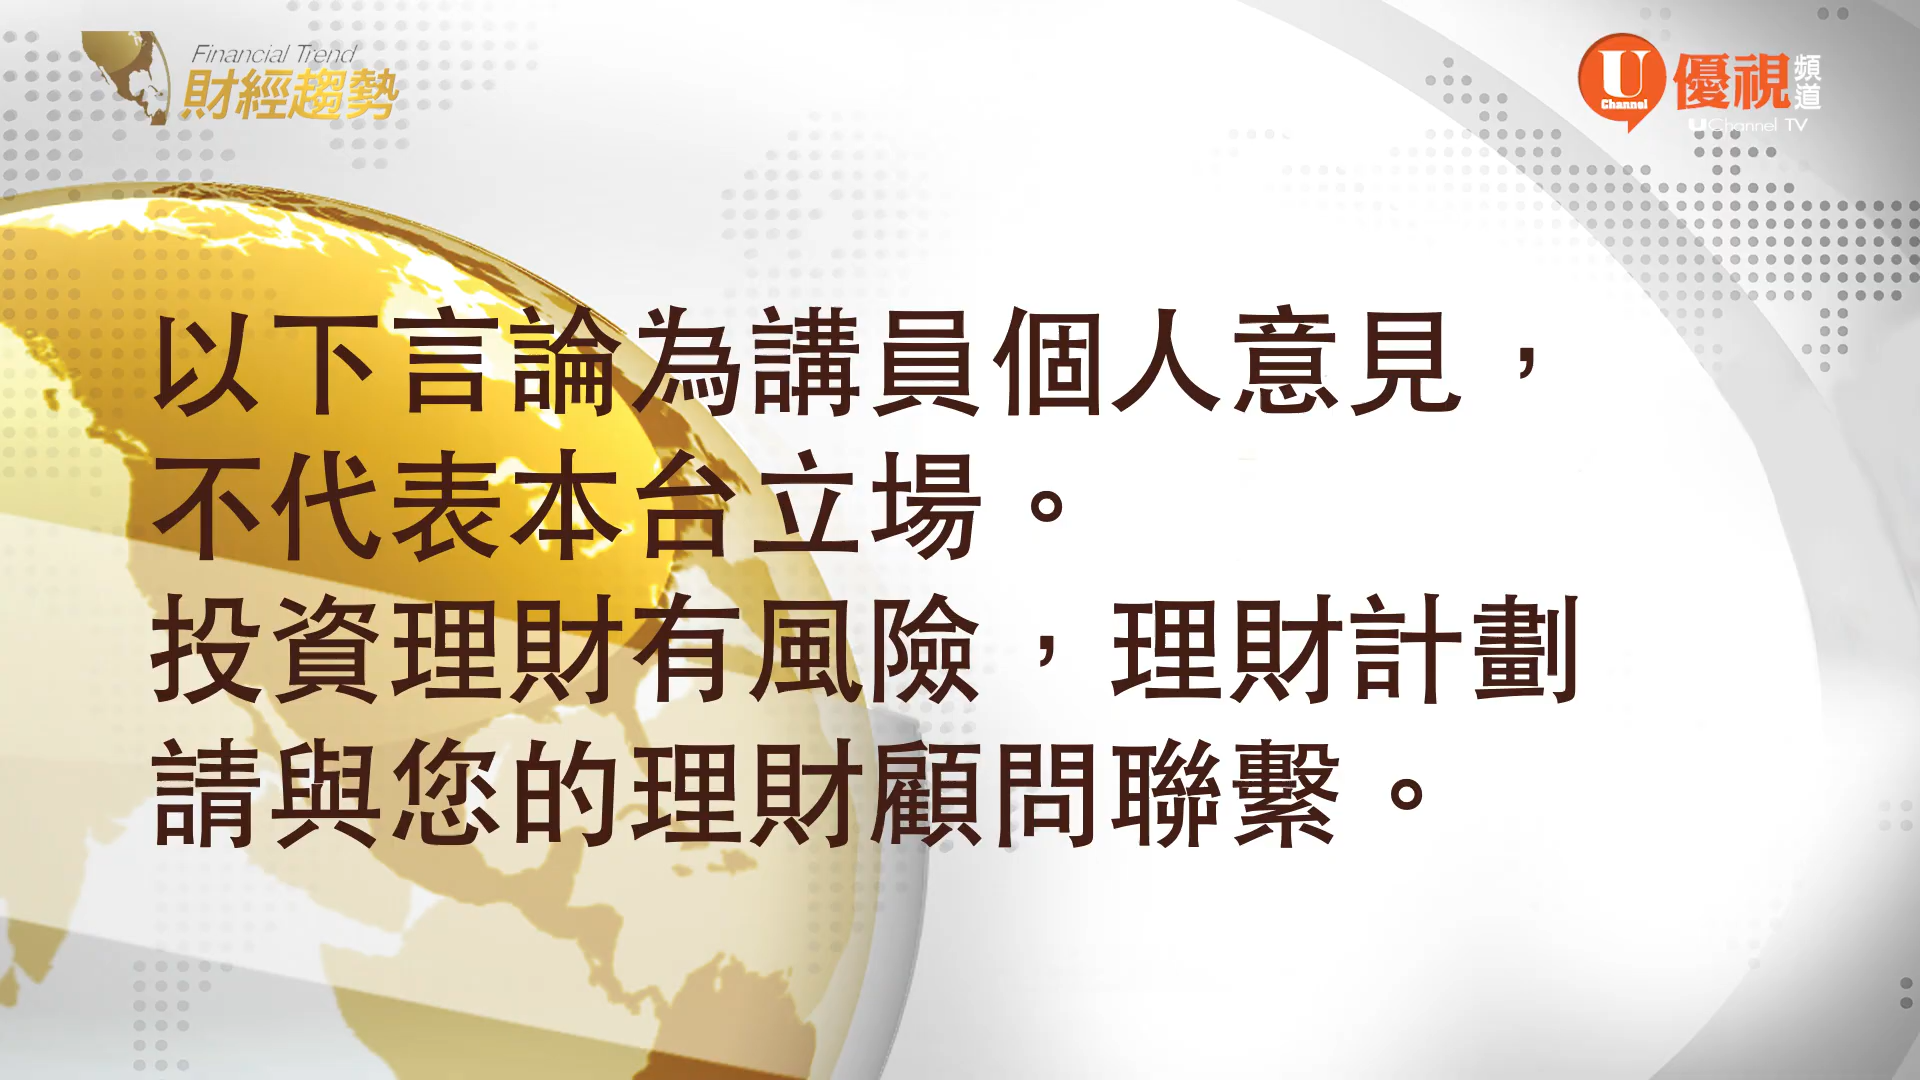 Financial Trend
財經趨勢
U
Channel
優視
頻道
U Channel TV
以下言論為講員個人意見，
不代表本台立場。
投資理財有風險，理財計劃
請與您的理財顧問聯繫。